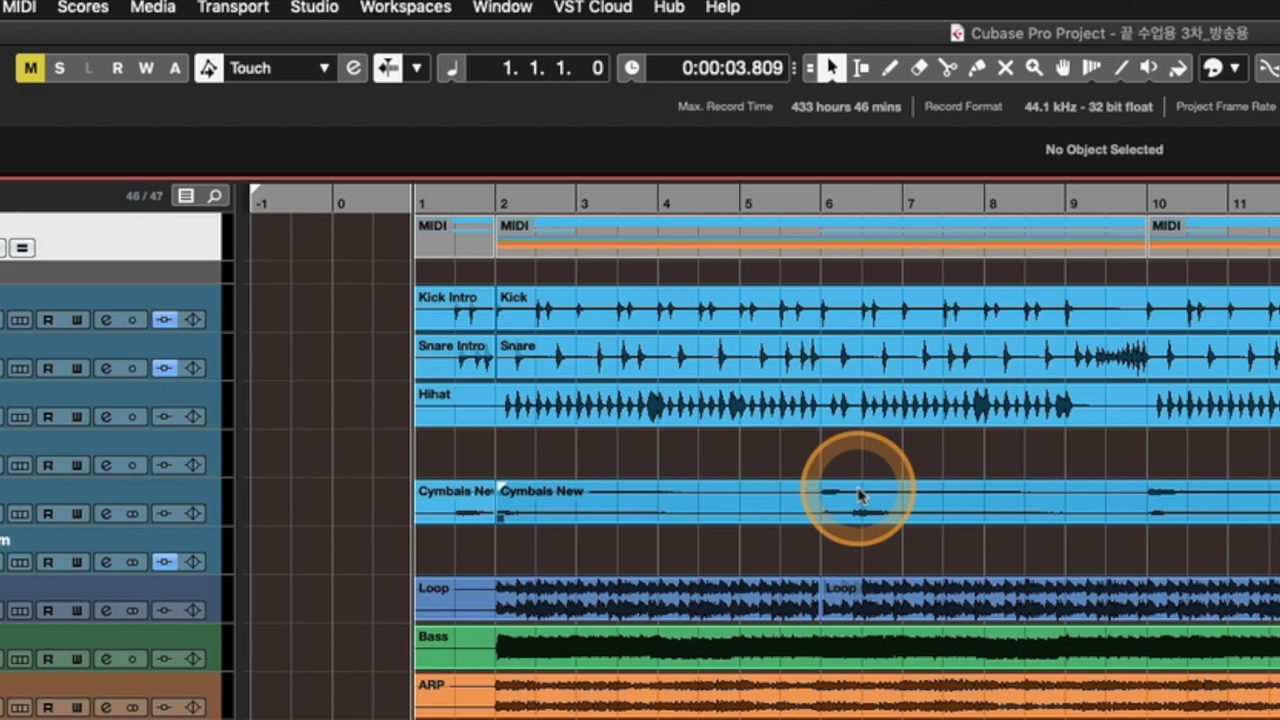 MIDI Scores Media Transport Studio Workspaces Window VST Cloud Hub Help
Cubase Pro Project - 끝 수업용 3차_방송용
M S L R W A Touch 1. 1. 1. 0 0:00:03.809
Max. Record Time 433 hours 46 mins Record Format 44.1 kHz - 32 bit float Project Frame Rate
No Object Selected
46 / 47
-1 0 1 2 3 4 5 6 7 8 9 10 11
MIDI MIDI MIDI
Kick Intro Kick
R
Snare Intro Snare
R
Hihat
R
R
Cymbals Ne Cymbals New
R
m
R
Loop Loop
R
Bass
R
ARP
R